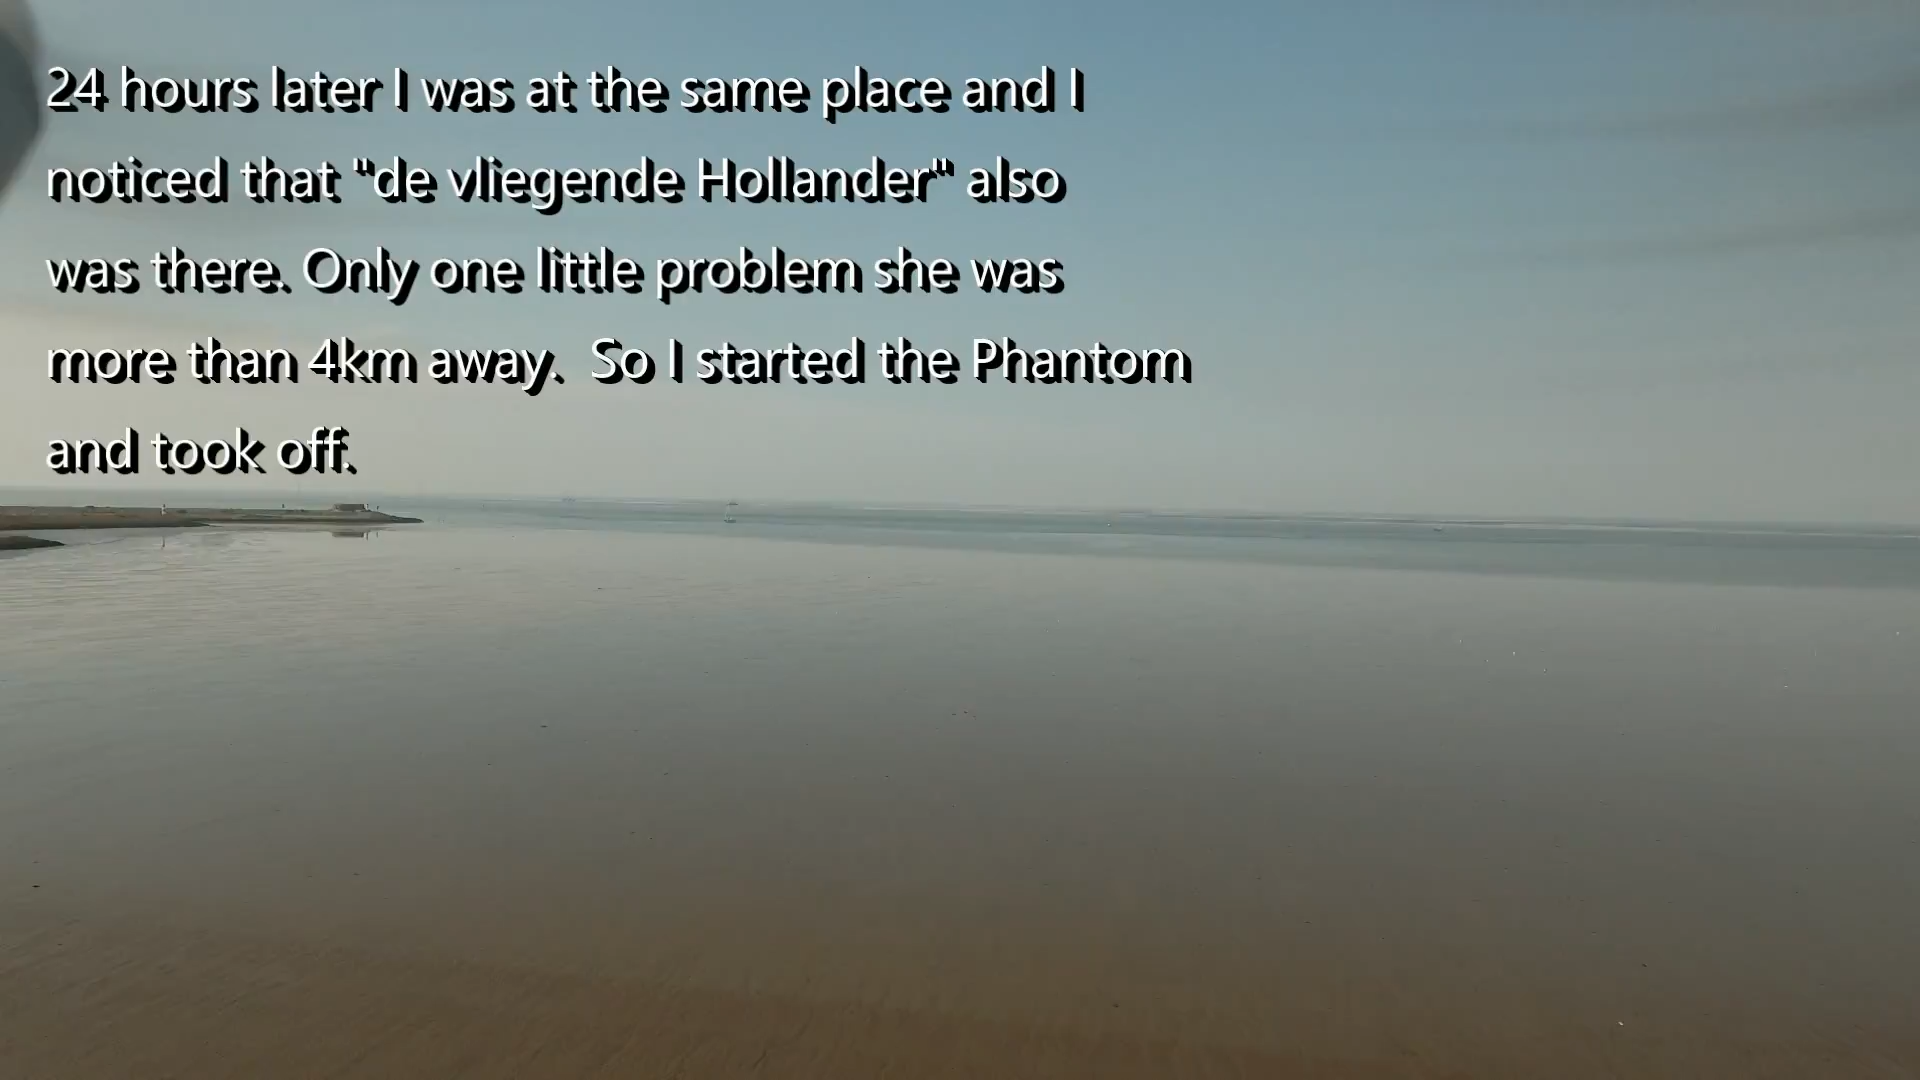 24 hours later I was at the same place and I
noticed that "de vliegende Hollander" also
was there. Only one little problem she was
more than 4km away.  So I started the Phantom
and took off.